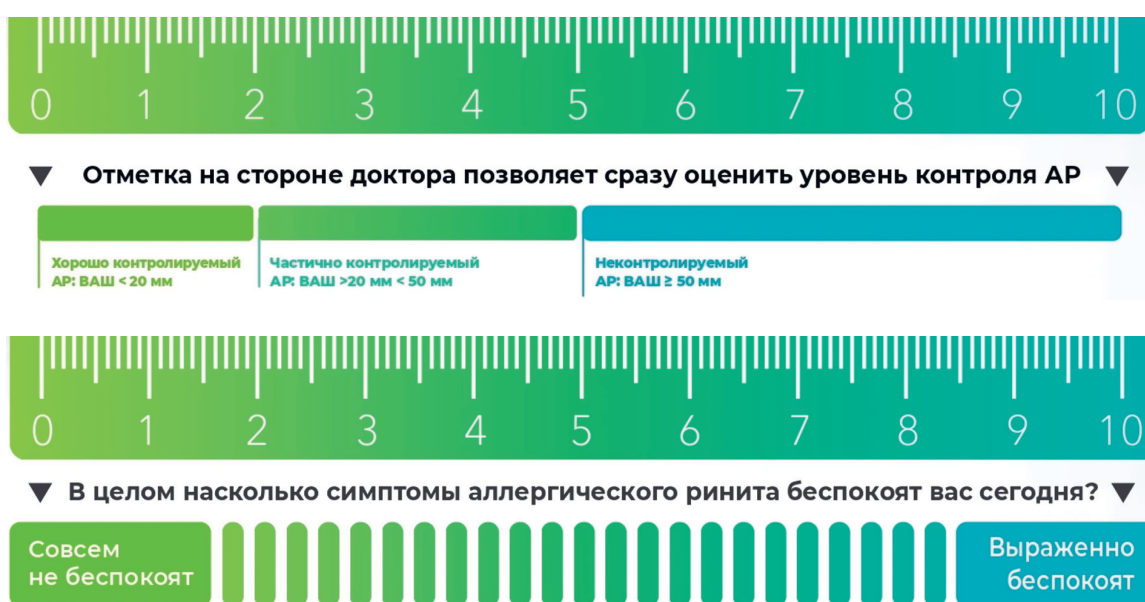 0 1 2 3 4 5 6 7 8 9 10
▼ Отметка на стороне доктора позволяет сразу оценить уровень контроля АР ▼
Хорошо контролируемый
АР: ВАШ < 20 мм
Частично контролируемый
АР: ВАШ >20 мм < 50 мм
Неконтролируемый
АР: ВАШ ≥ 50 мм
0 1 2 3 4 5 6 7 8 9 10
▼ В целом насколько симптомы аллергического ринита беспокоят вас сегодня? ▼
Совсем
не беспокоят
Выраженно
беспокоят